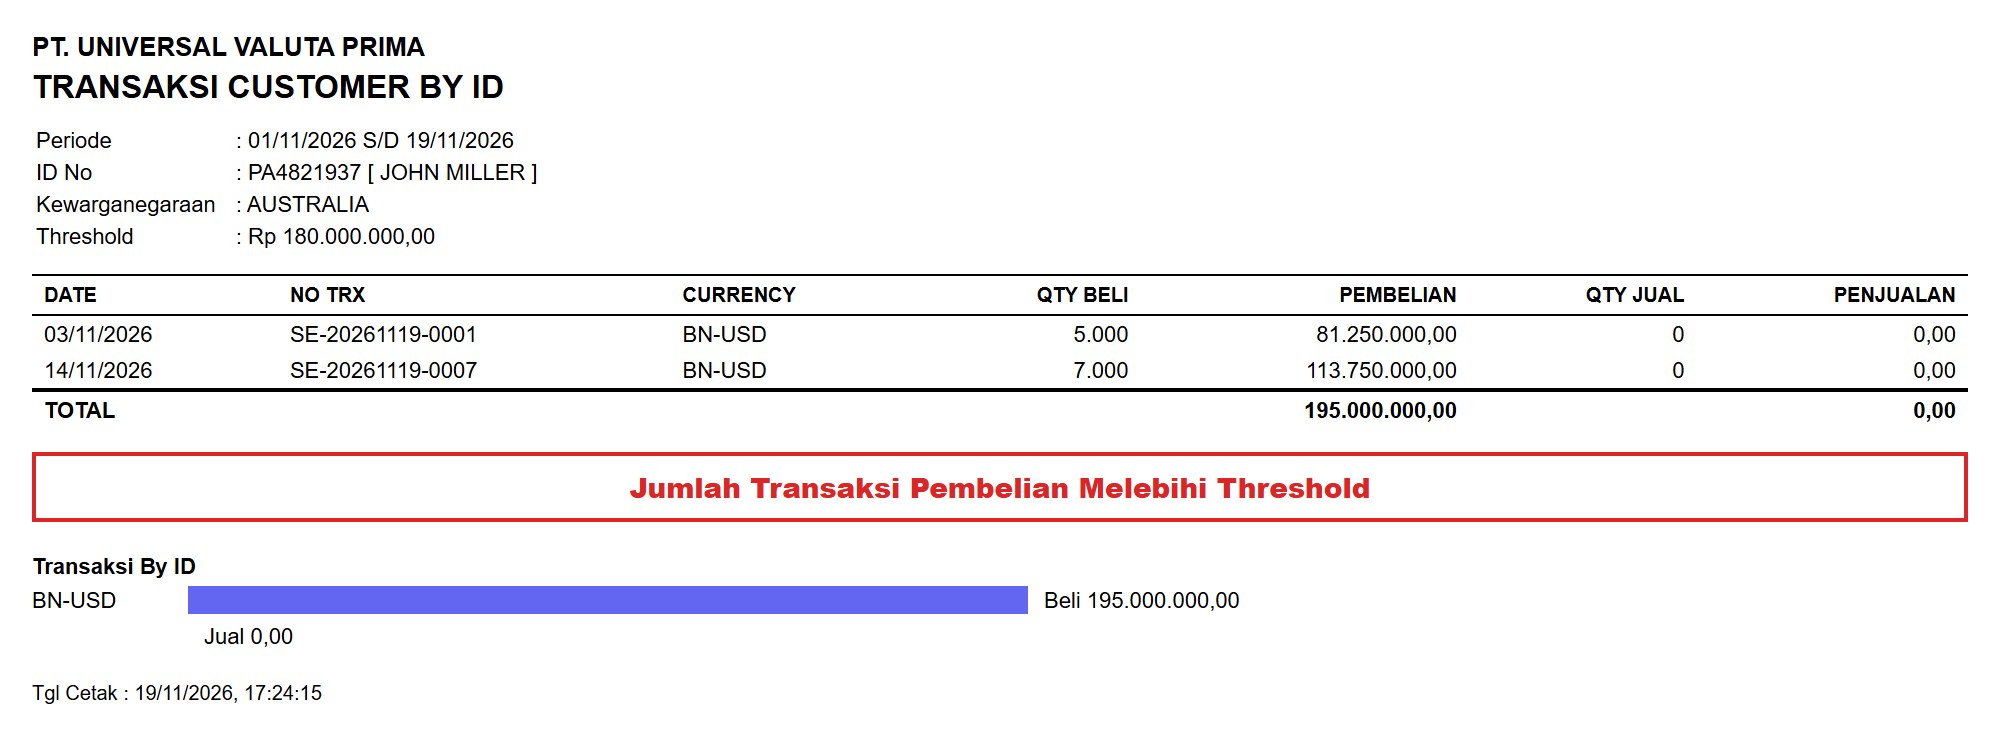 PT. UNIVERSAL VALUTA PRIMA
TRANSAKSI CUSTOMER BY ID
Periode : 01/11/2026 S/D 19/11/2026
ID No : PA4821937 [ JOHN MILLER ]
Kewarganegaraan : AUSTRALIA
Threshold : Rp 180.000.000,00
DATE NO TRX CURRENCY QTY BELI PEMBELIAN QTY JUAL PENJUALAN
03/11/2026 SE-20261119-0001 BN-USD 5.000 81.250.000,00 0 0,00
14/11/2026 SE-20261119-0007 BN-USD 7.000 113.750.000,00 0 0,00
TOTAL 195.000.000,00 0,00
Jumlah Transaksi Pembelian Melebihi Threshold
Transaksi By ID
BN-USD Beli 195.000.000,00
Jual 0,00
Tgl Cetak : 19/11/2026, 17:24:15